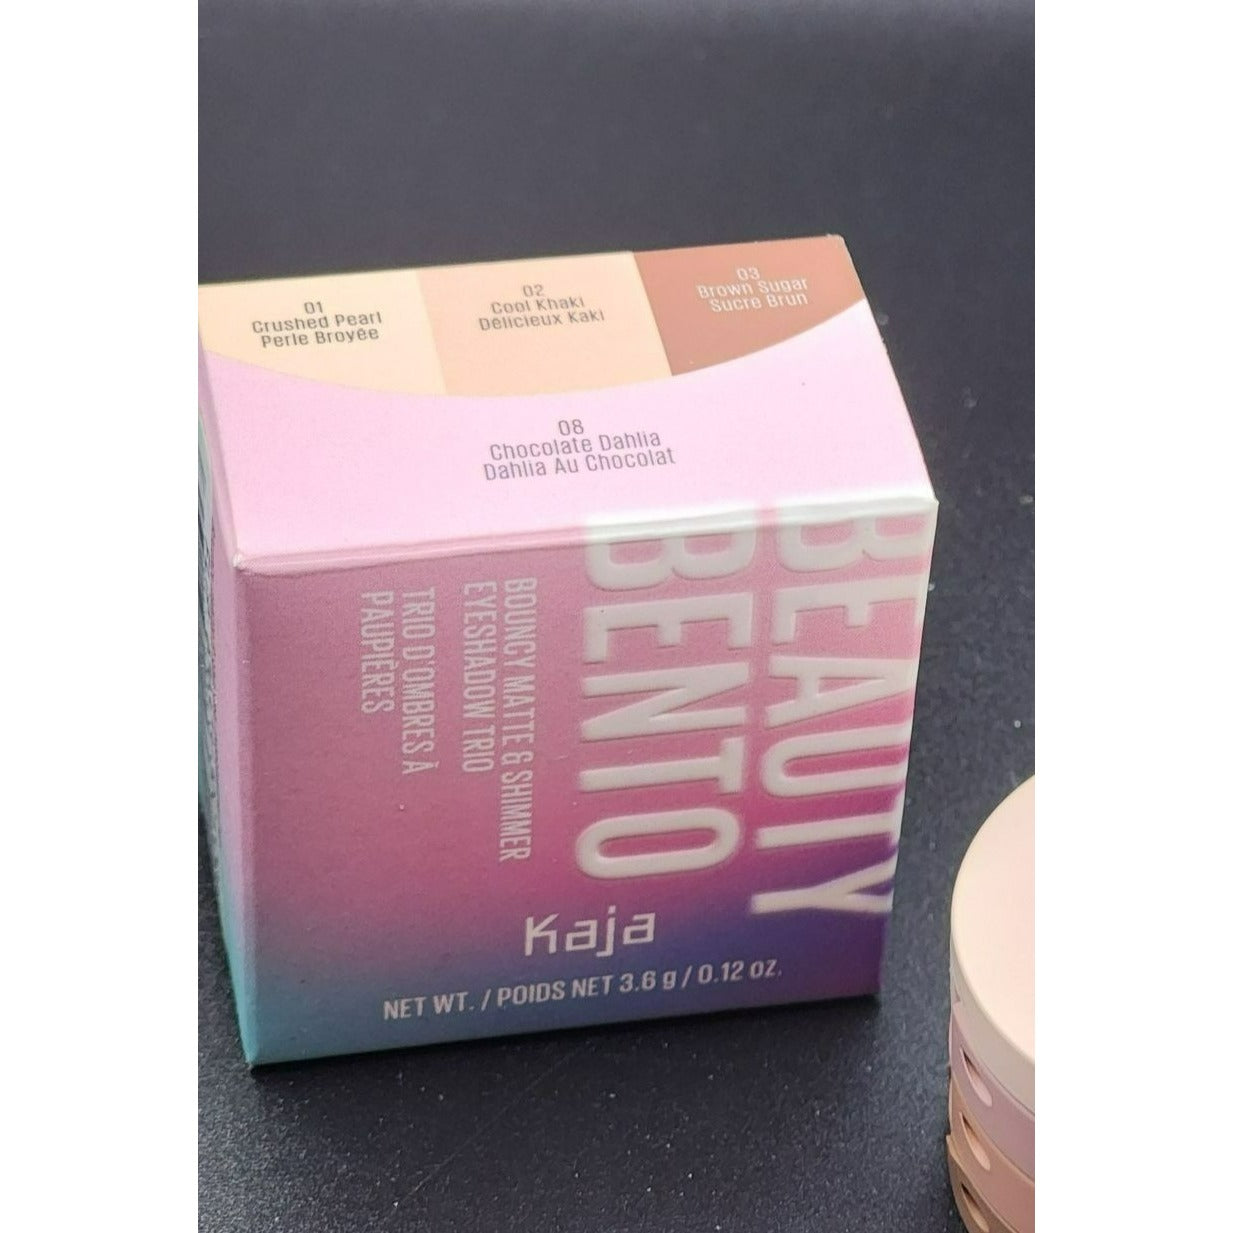 01
Crushed Pearl
Perle Broyée
02
Cool Khaki
Délicieux Kaki
03
Brown Sugar
Sucre Brun
08
Chocolate Dahlia
Dahlia Au Chocolat
BEAUTY
BENTO
BOUNCY MATTE & SHIMMER
EYESHADOW TRIO
TRIO D'OMBRES À
PAUPIÈRES
Kaja
NET WT. / POIDS NET 3.6 g / 0.12 oz.